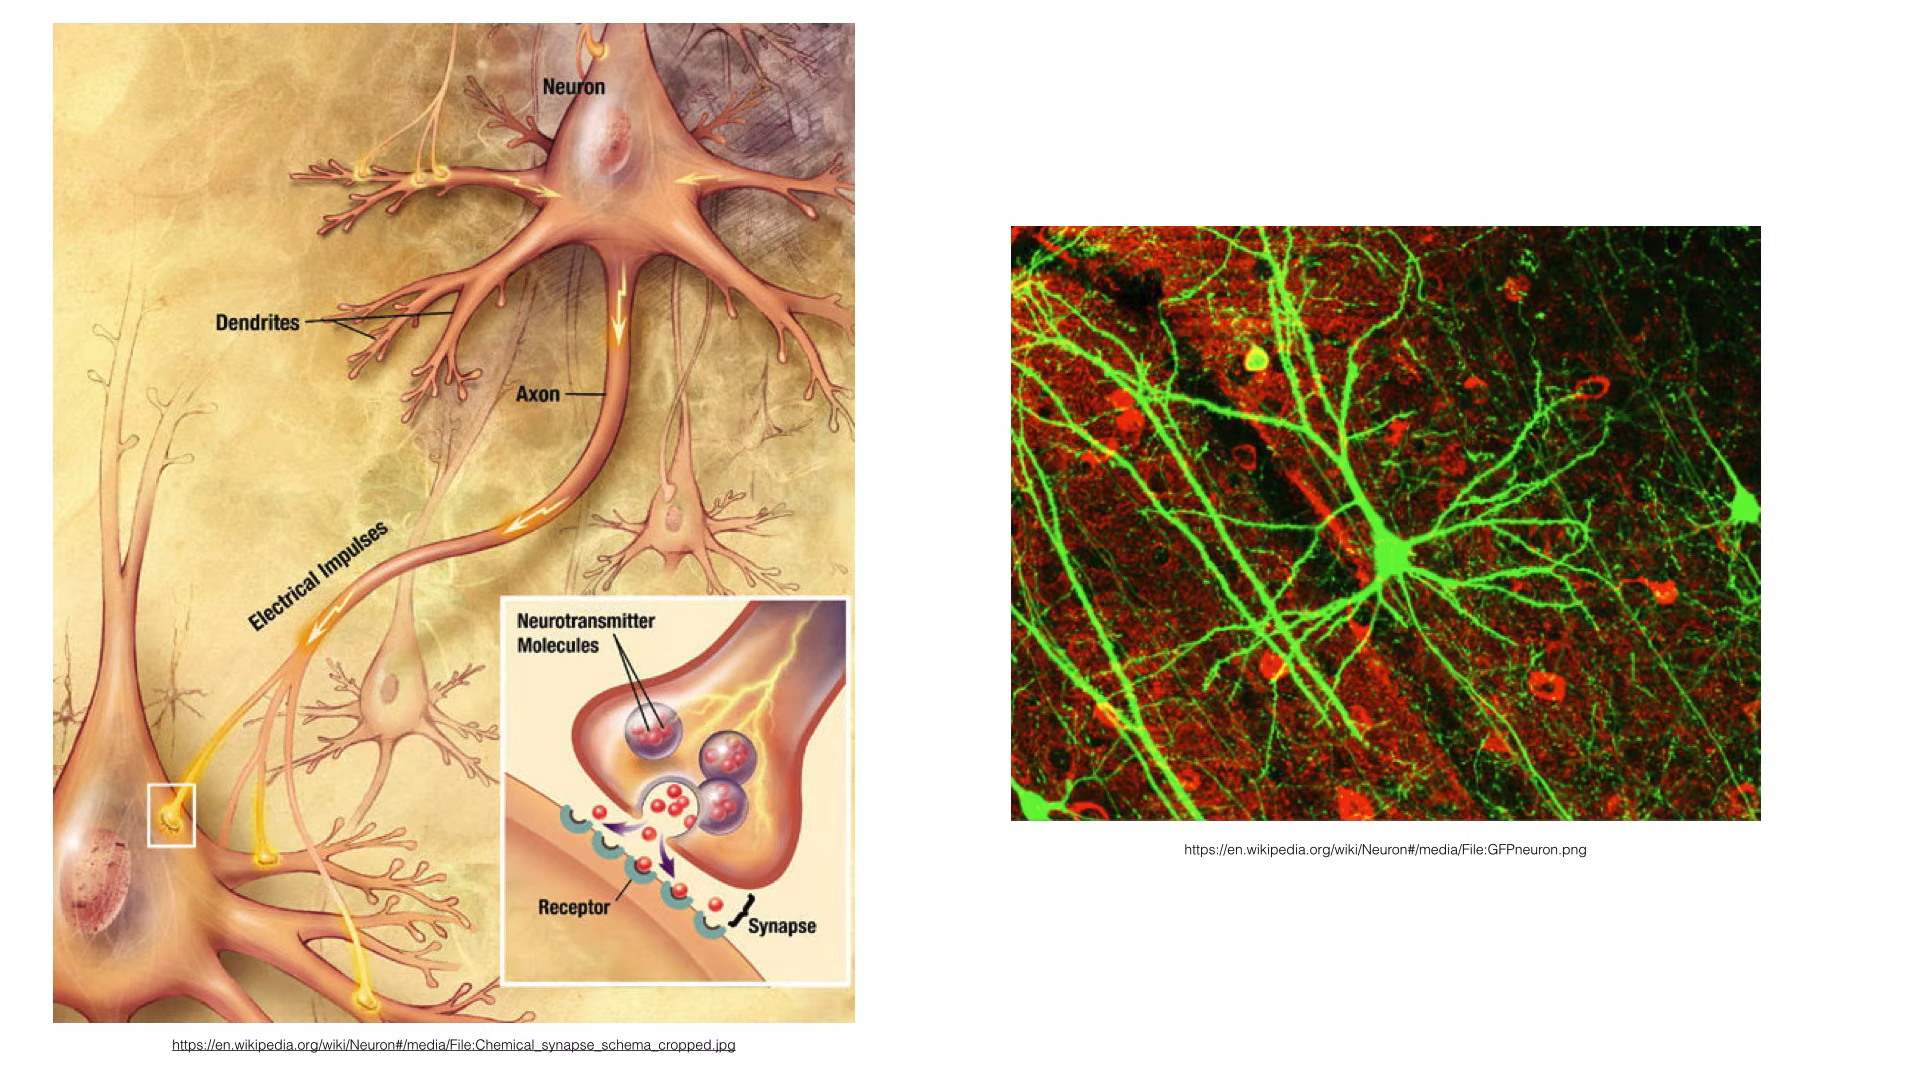 Neuron
Dendrites
Axon
Electrical Impulses
Neurotransmitter
Molecules
Receptor
Synapse
https://en.wikipedia.org/wiki/Neuron#/media/File:Chemical_synapse_schema_cropped.jpg
https://en.wikipedia.org/wiki/Neuron#/media/File:GFPneuron.png